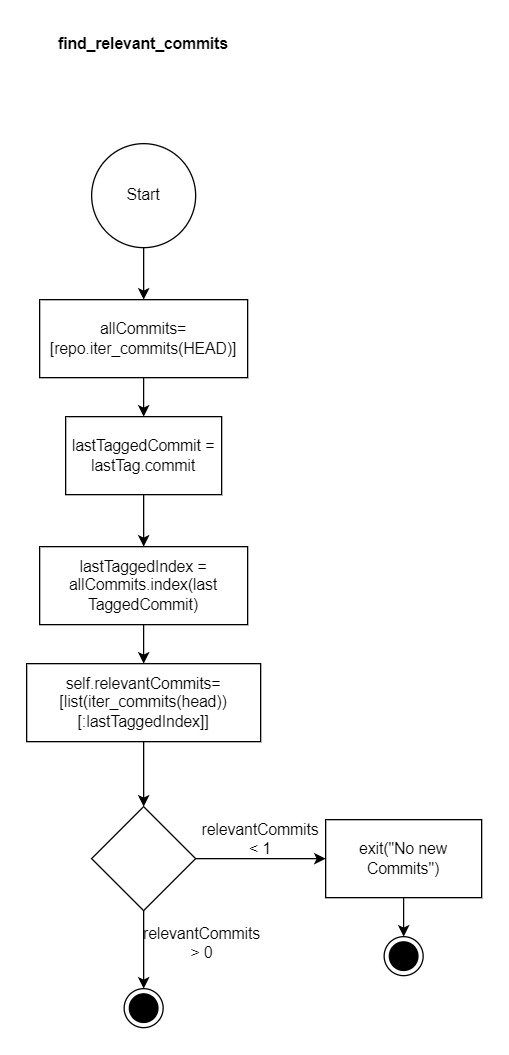 find_relevant_commits
Start
allCommits=
[repo.iter_commits(HEAD)]
lastTaggedCommit =
lastTag.commit
lastTaggedIndex =
allCommits.index(last
TaggedCommit)
self.relevantCommits=
[list(iter_commits(head))
[:lastTaggedIndex]]
relevantCommits
< 1
exit("No new
Commits")
relevantCommits
> 0